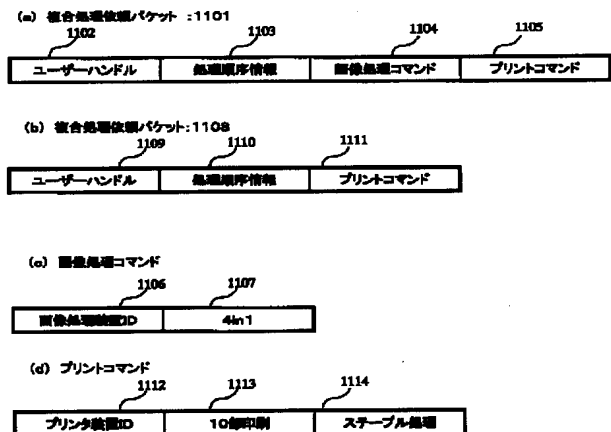 (a) 複合処理依頼パケット :1101
1102 1103 1104 1105
ユーザーハンドル 処理順序情報 画像処理コマンド プリントコマンド
(b) 複合処理依頼パケット:1108
1109 1110 1111
ユーザーハンドル 処理順序情報 プリントコマンド
(c) 画像処理コマンド
1106 1107
画像処理装置ID 4in1
(d) プリントコマンド
1112 1113 1114
プリンタ装置ID 10部印刷 ステープル処理